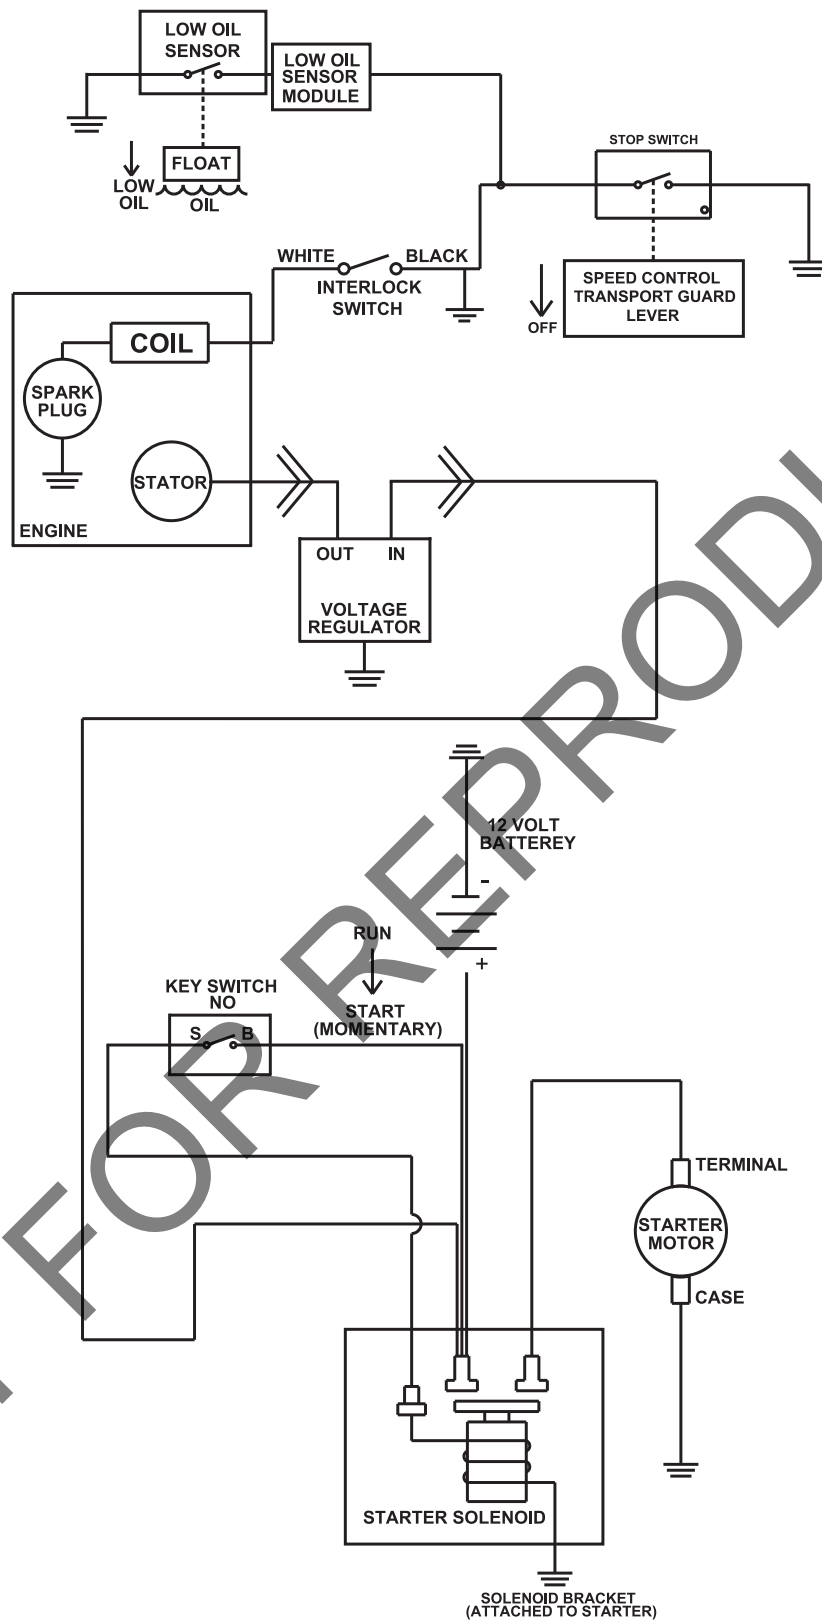 LOW OIL
SENSOR
LOW OIL
SENSOR
MODULE
STOP SWITCH
FLOAT
LOW
OIL
OIL
WHITE
BLACK
INTERLOCK
SWITCH
SPEED CONTROL
TRANSPORT GUARD
LEVER
OFF
COIL
SPARK
PLUG
STATOR
ENGINE
OUT
IN
VOLTAGE
REGULATOR
12 VOLT
BATTEREY
-
+
RUN
START
(MOMENTARY)
KEY SWITCH
NO
S
B
TERMINAL
STARTER
MOTOR
CASE
STARTER SOLENOID
SOLENOID BRACKET
(ATTACHED TO STARTER)
FOR REPROD